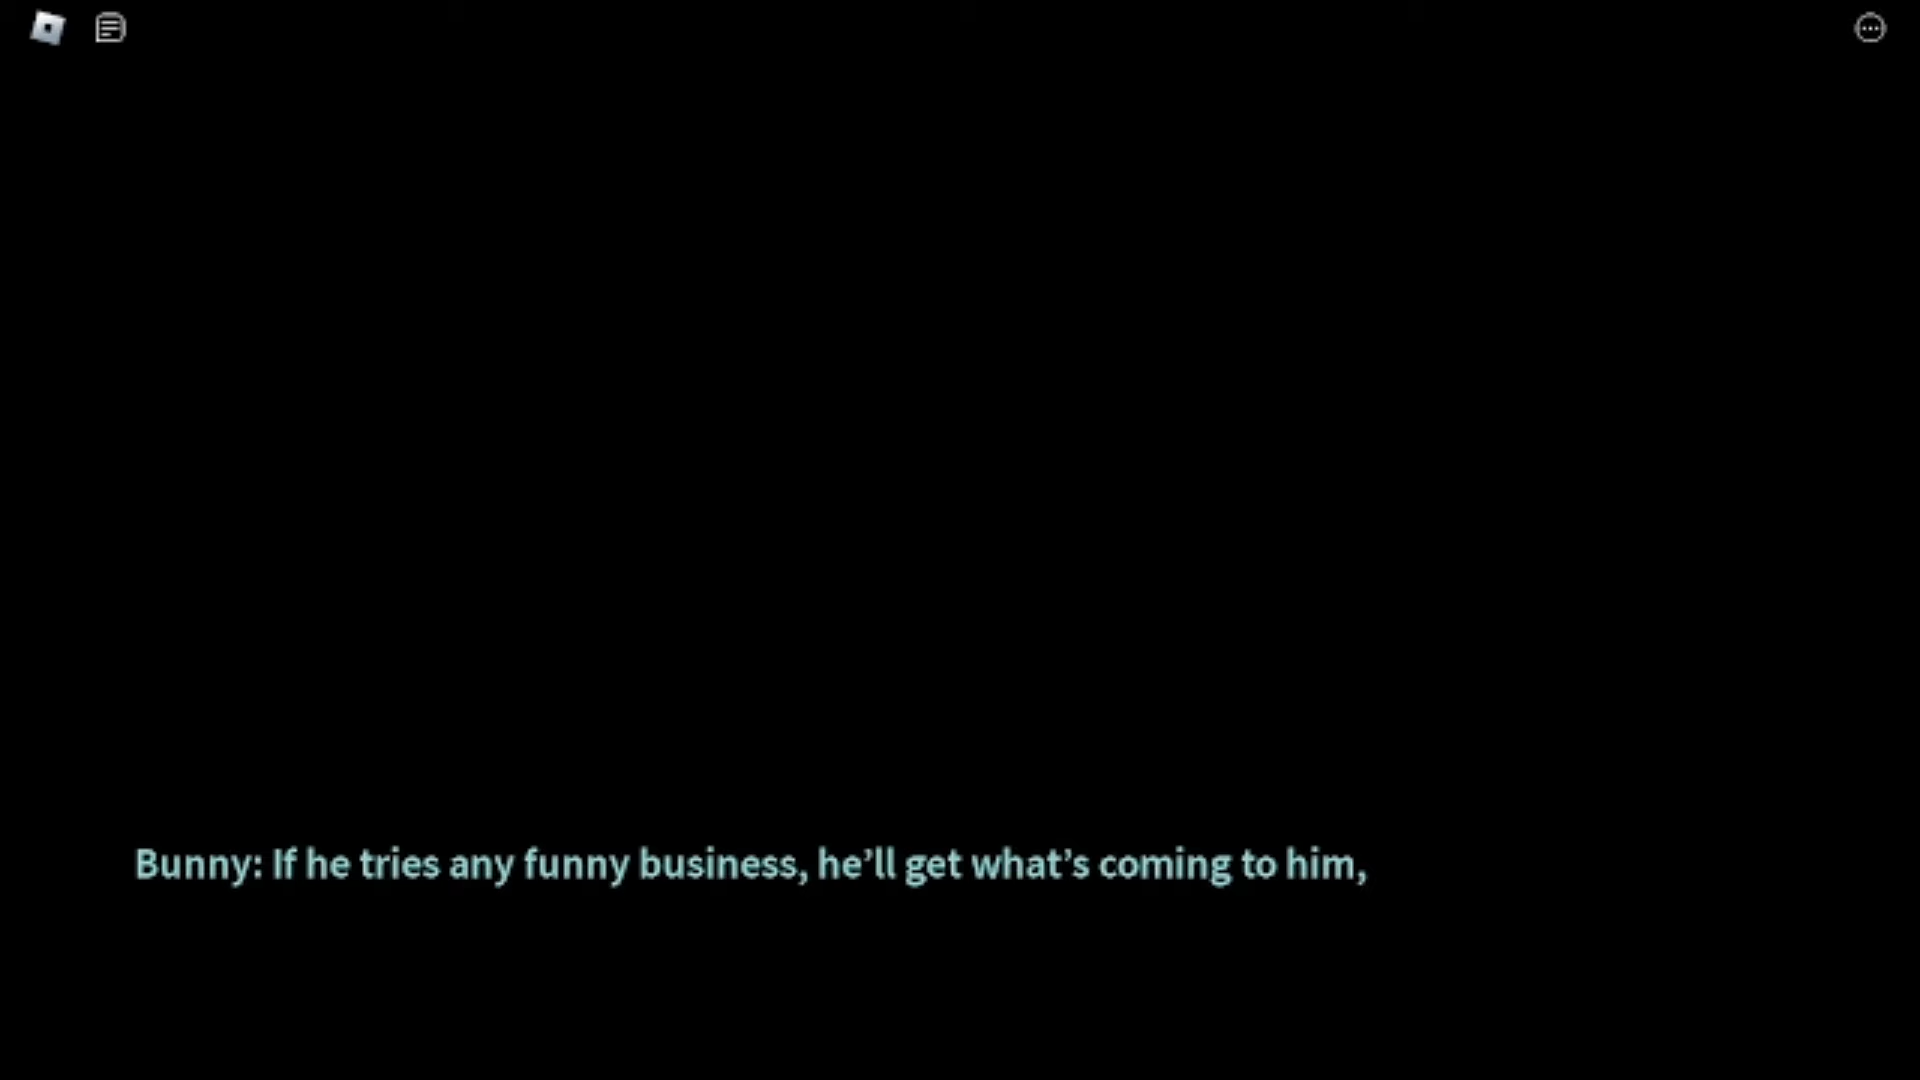 Bunny: If he tries any funny business, he’ll get what’s coming to him,